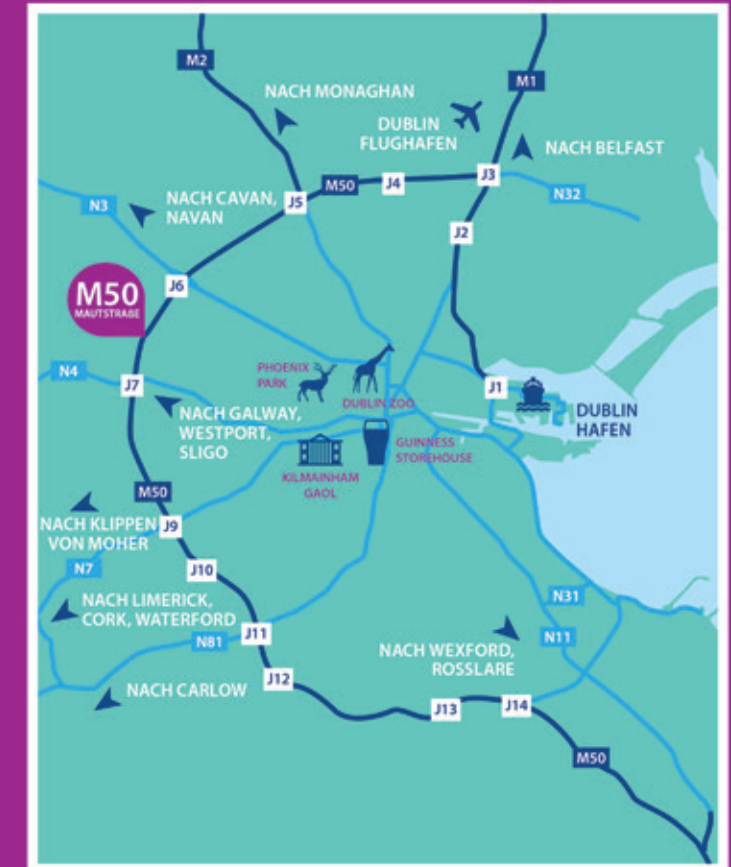 M2
M1
NACH MONAGHAN
DUBLIN
FLUGHAFEN
NACH BELFAST
J3
M50
J4
N32
J5
NACH CAVAN,
NAVAN
N3
J2
J6
M50
MAUTSTRAßE
N4
J7
PHOENIX
PARK
J1
DUBLIN ZOO
DUBLIN
HAFEN
NACH GALWAY,
WESTPORT,
SLIGO
GUINNESS
STOREHOUSE
KILMAINHAM
GAOL
M50
NACH KLIPPEN
VON MOHER
J9
N7
J10
NACH LIMERICK,
CORK, WATERFORD
N31
J11
N81
N11
NACH WEXFORD,
ROSSLARE
J12
NACH CARLOW
J13
J14
M50